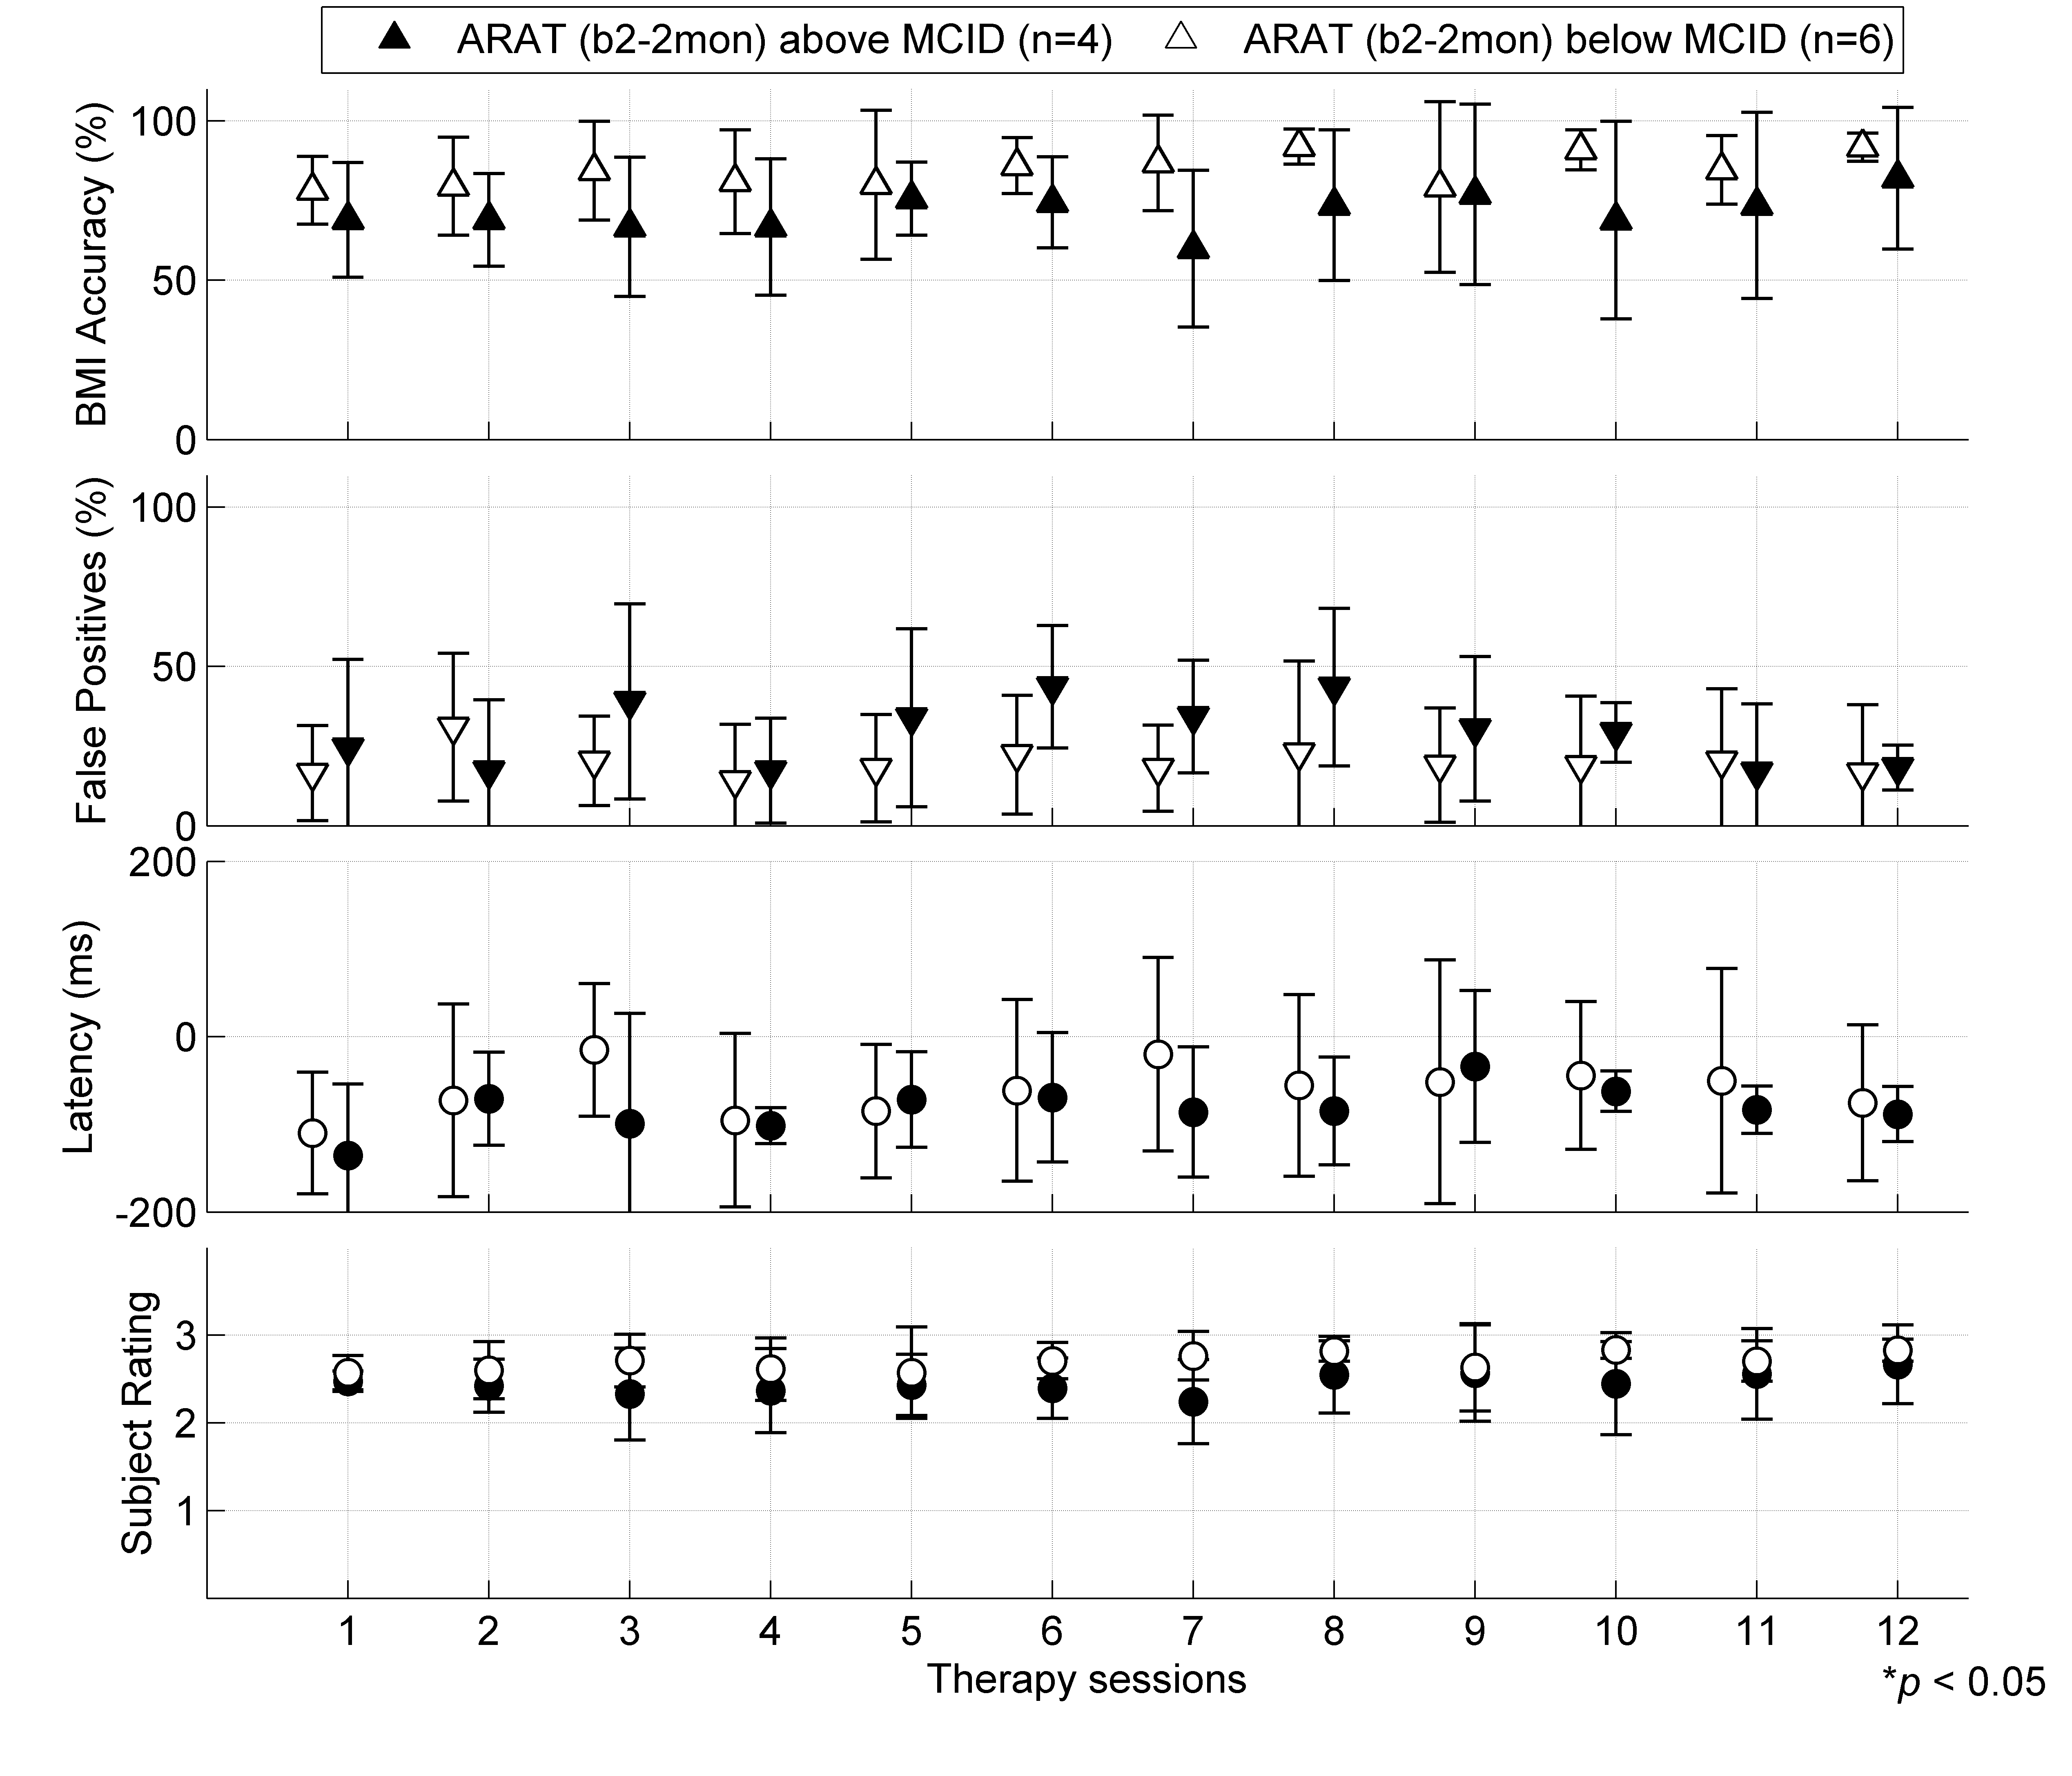 ARAT (b2-2mon) above MCID (n=4) ARAT (b2-2mon) below MCID (n=6)
BMI Accuracy (%)
100
50
0
False Positives (%)
100
50
0
Latency (ms)
200
0
-200
Subject Rating
3
2
1
1 2 3 4 5 6 7 8 9 10 11 12
Therapy sessions
*p < 0.05